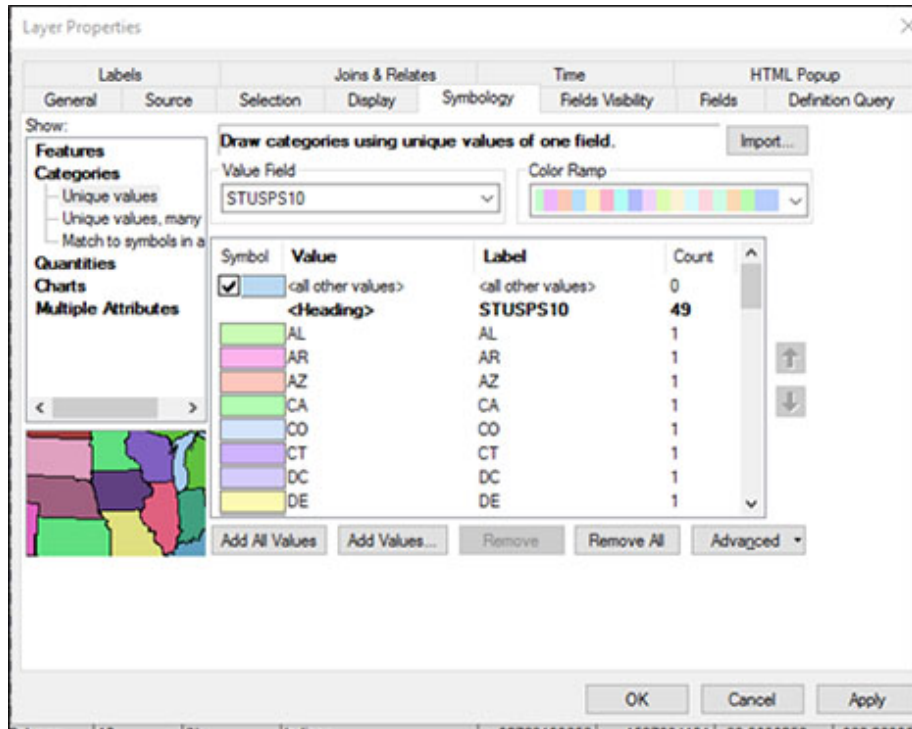 Layer Properties
Labels Joins & Relates Time HTML Popup
General Source Selection Display Symbology Fields Visibility Fields Definition Query
Show:
Features
Categories
Unique values
Unique values, many
Match to symbols in a
Quantities
Charts
Multiple Attributes
Draw categories using unique values of one field.
Import...
Value Field
STUSPS10
Color Ramp
Symbol Value Label Count
<all other values> <all other values> 0
<Heading> STUSPS10 49
AL AL 1
AR AR 1
AZ AZ 1
CA CA 1
CO CO 1
CT CT 1
DC DC 1
DE DE 1
Add All Values Add Values... Remove Remove All Advanced
OK Cancel Apply